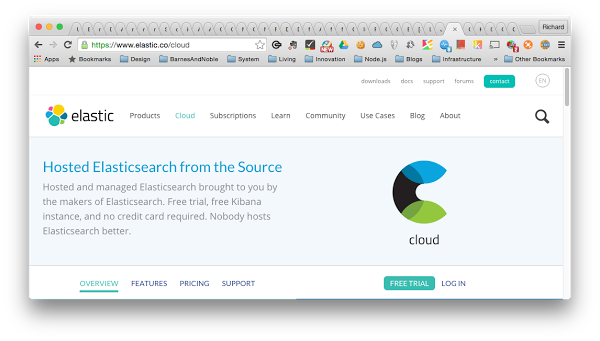 Richard
https://www.elastic.co/cloud
Apps Bookmarks Design BarnesAndNoble System Living Innovation Node.js Blogs Infrastructure » Other Bookmarks
downloads docs support forums contact EN
elastic Products Cloud Subscriptions Learn Community Use Cases Blog About
Hosted Elasticsearch from the Source
Hosted and managed Elasticsearch brought to you by
the makers of Elasticsearch. Free trial, free Kibana
instance, and no credit card required. Nobody hosts
Elasticsearch better.
cloud
OVERVIEW FEATURES PRICING SUPPORT FREE TRIAL LOG IN